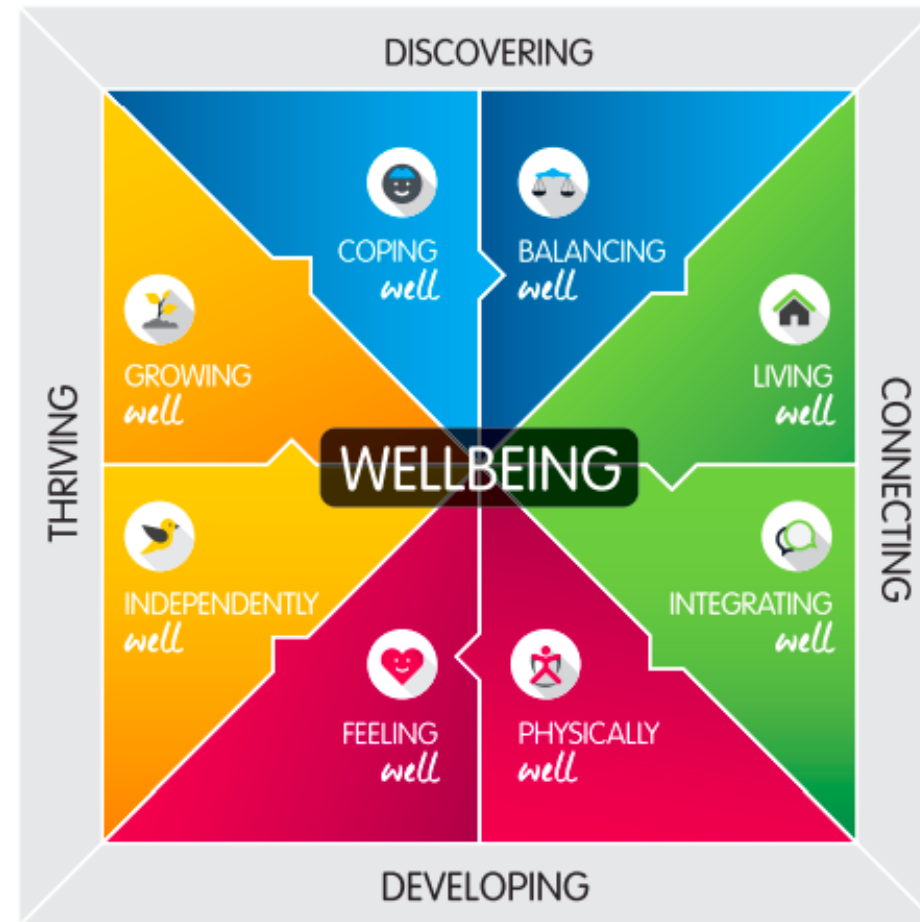 DISCOVERING
COPING
well
BALANCING
well
GROWING
well
LIVING
well
THRIVING
WELLBEING
CONNECTING
INDEPENDENTLY
well
INTEGRATING
well
FEELING
well
PHYSICALLY
well
DEVELOPING